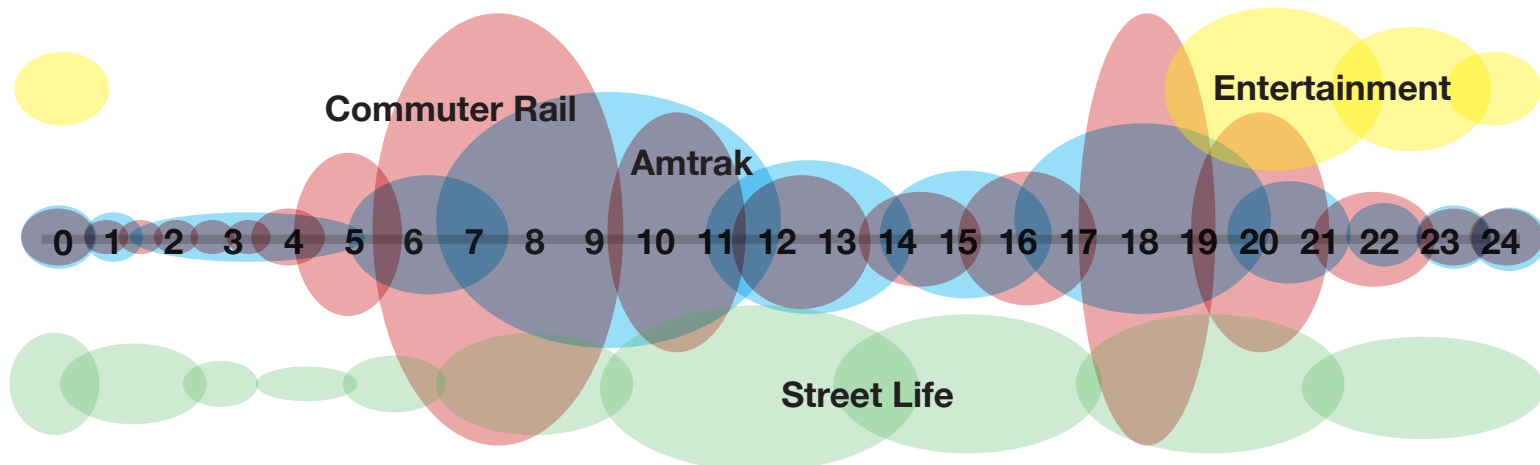 Commuter Rail
Entertainment
Amtrak
0 1 2 3 4 5 6 7 8 9 10 11 12 13 14 15 16 17 18 19 20 21 22 23 24
Street Life